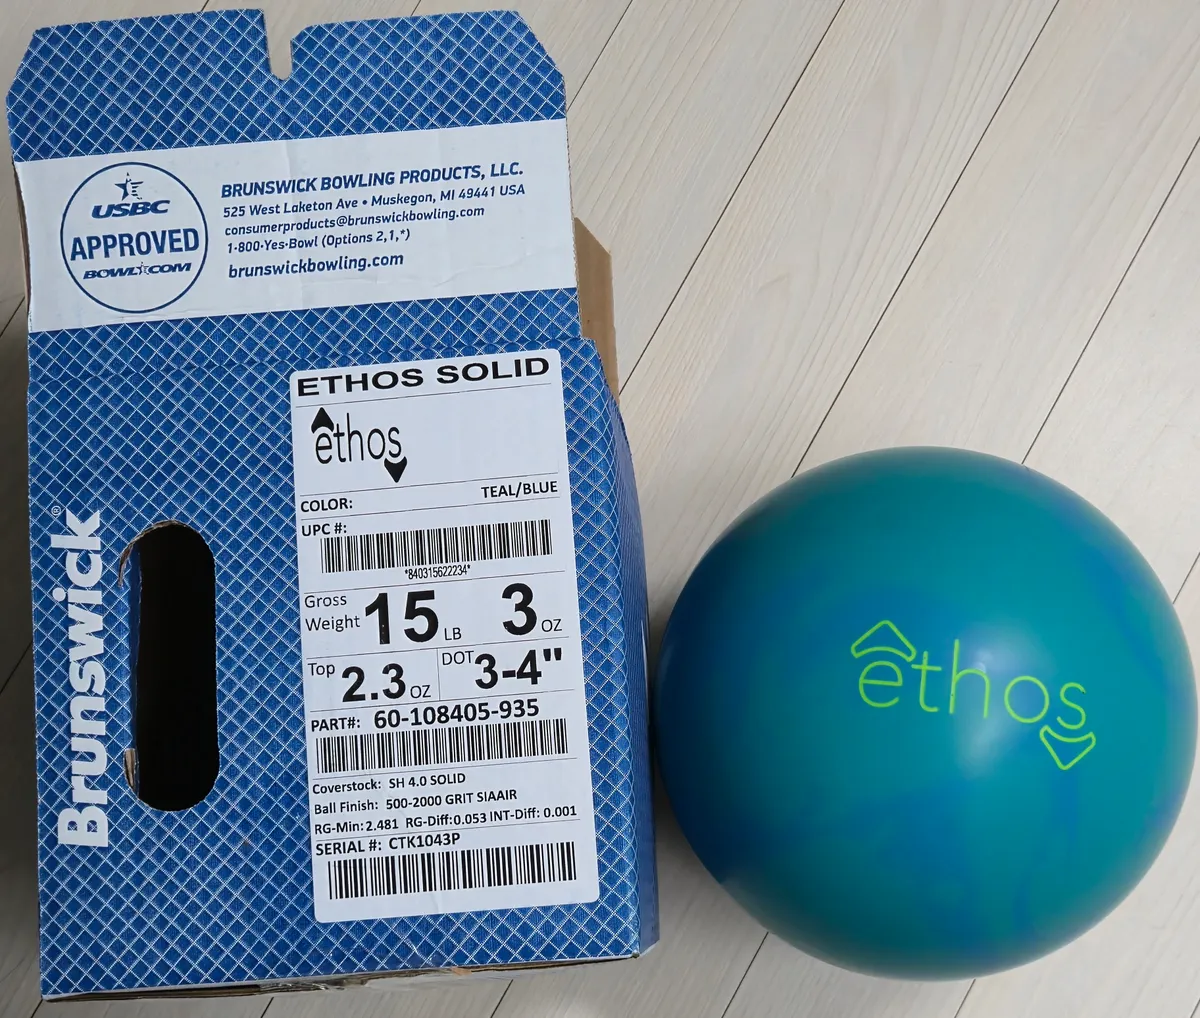 USBC
APPROVED
BOWL.COM
BRUNSWICK BOWLING PRODUCTS, LLC.
525 West Laketon Ave • Muskegon, MI 49441 USA
consumerproducts@brunswickbowling.com
1-800-Yes-Bowl (Options 2,1,*)
brunswickbowling.com
Brunswick®
ETHOS SOLID
ethos
COLOR: TEAL/BLUE
UPC #:
*840315622234*
Gross Weight 15 LB 3 OZ
Top 2.3 OZ DOT 3-4"
PART#: 60-108405-935
Coverstock: SH 4.0 SOLID
Ball Finish: 500-2000 GRIT SIAAIR
RG-Min: 2.481 RG-Diff:0.053 INT-Diff: 0.001
SERIAL #: CTK1043P
ethos